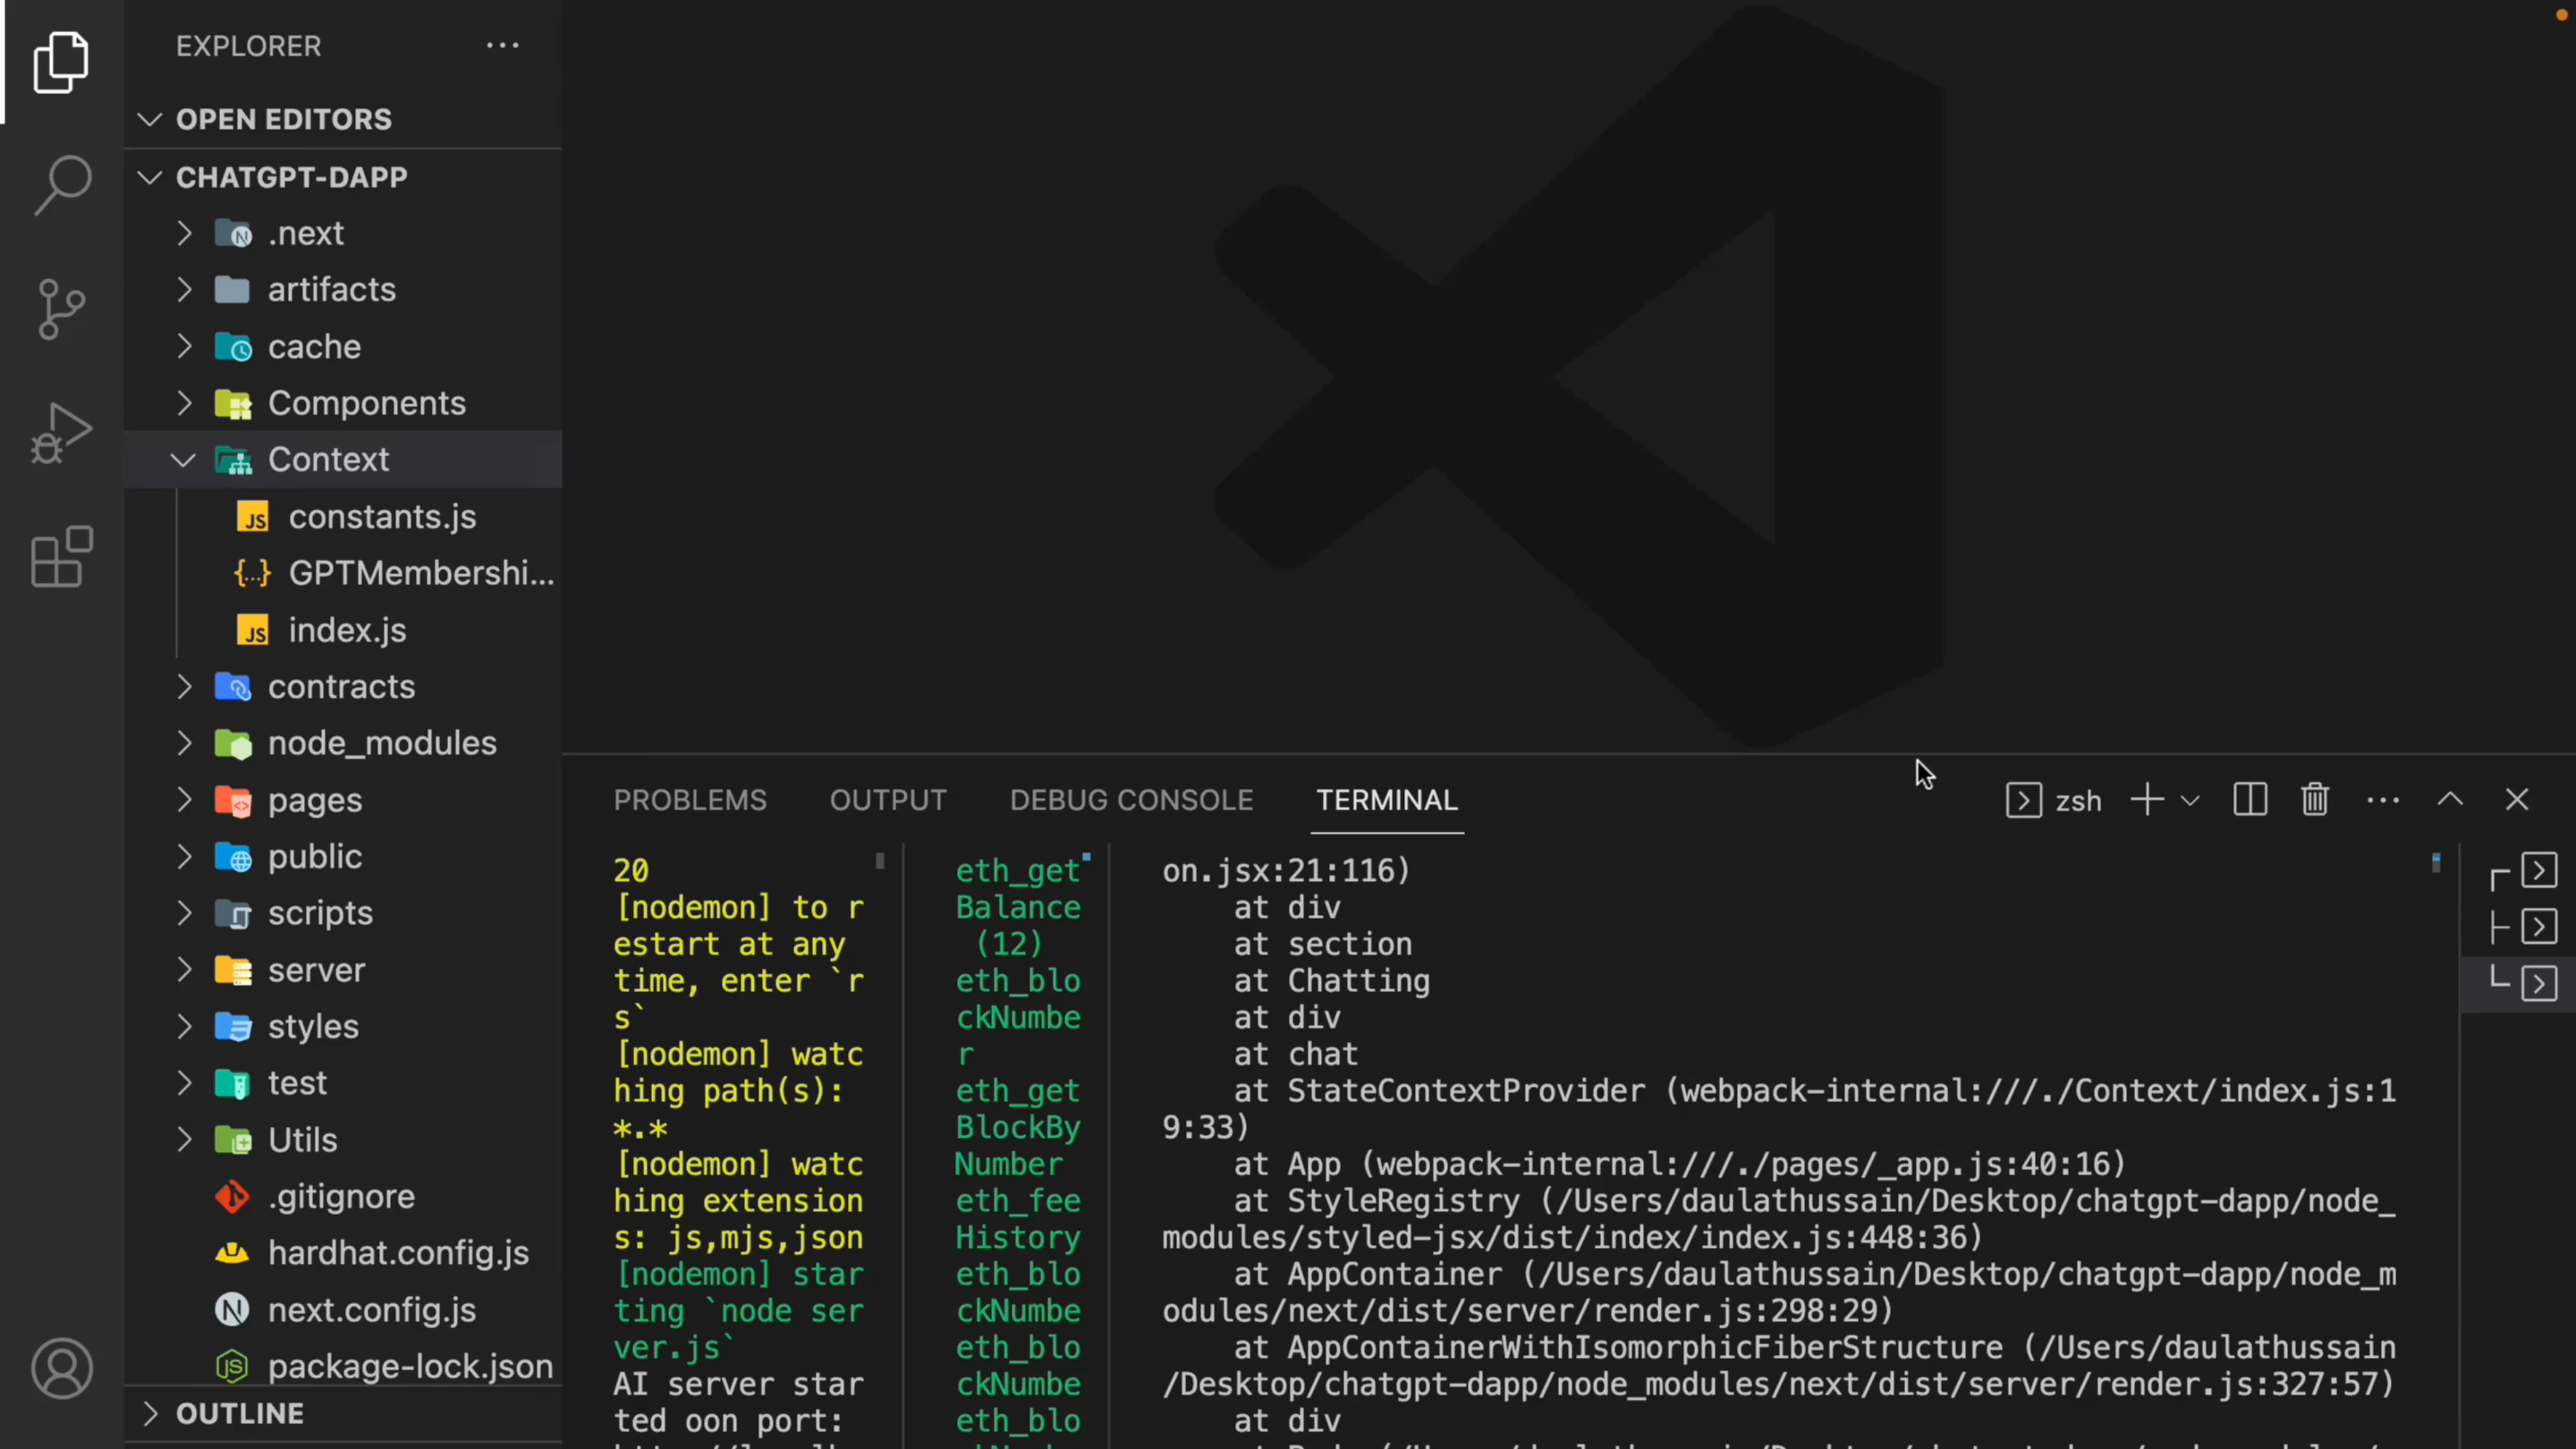 EXPLORER
OPEN EDITORS
CHATGPT-DAPP
.next
artifacts
cache
Components
Context
constants.js
GPTMembershi...
index.js
contracts
node_modules
pages
public
scripts
server
styles
test
Utils
.gitignore
hardhat.config.js
next.config.js
package-lock.json
OUTLINE
PROBLEMS
OUTPUT
DEBUG CONSOLE
TERMINAL
zsh
20
[nodemon] to r
estart at any
time, enter `r
s`
[nodemon] watc
hing path(s):
*.*
[nodemon] watc
hing extension
s: js,mjs,json
[nodemon] star
ting `node ser
ver.js`
AI server star
ted oon port:
eth_get
Balance
(12)
eth_blo
ckNumbe
r
eth_get
BlockBy
Number
eth_fee
History
eth_blo
ckNumbe
eth_blo
ckNumbe
eth_blo
on.jsx:21:116)
at div
at section
at Chatting
at div
at chat
at StateContextProvider (webpack-internal:///./Context/index.js:1
9:33)
at App (webpack-internal:///./pages/_app.js:40:16)
at StyleRegistry (/Users/daulathussain/Desktop/chatgpt-dapp/node_
modules/styled-jsx/dist/index/index.js:448:36)
at AppContainer (/Users/daulathussain/Desktop/chatgpt-dapp/node_m
odules/next/dist/server/render.js:298:29)
at AppContainerWithIsomorphicFiberStructure (/Users/daulathussain
/Desktop/chatgpt-dapp/node_modules/next/dist/server/render.js:327:57)
at div